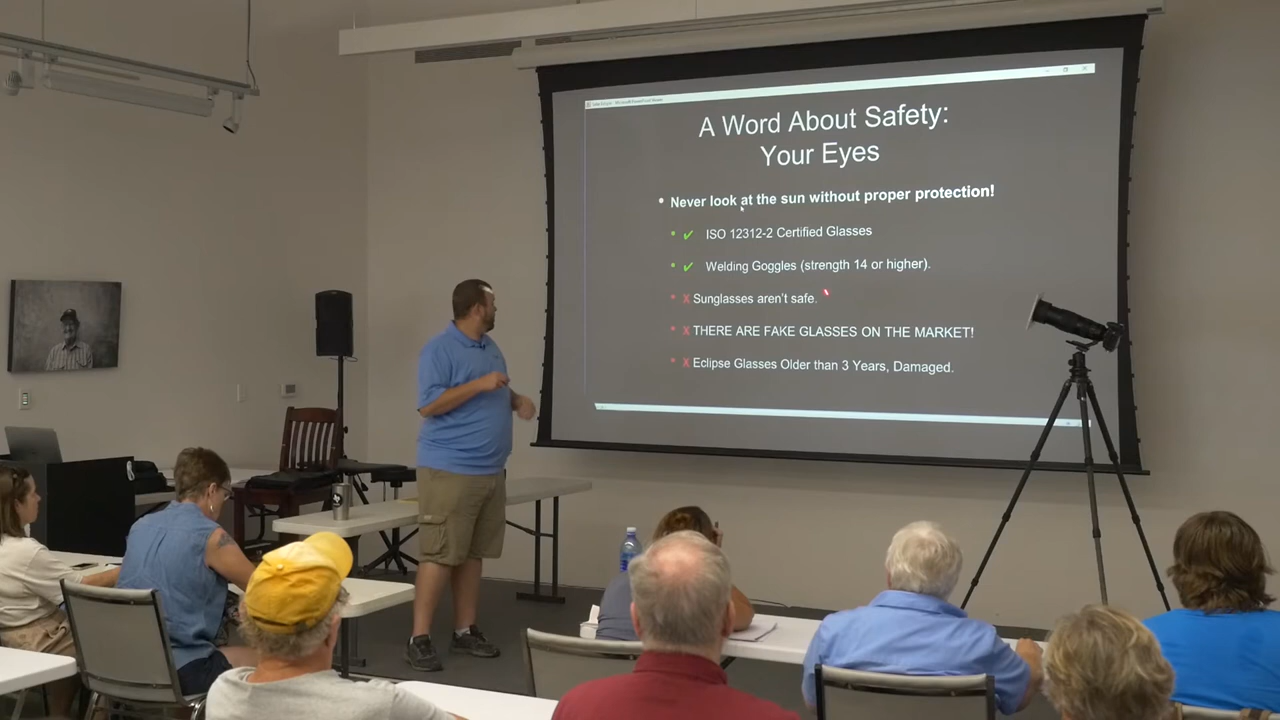 A Word About Safety:
Your Eyes
• Never look at the sun without proper protection!
• ✔ ISO 12312-2 Certified Glasses
• ✔ Welding Goggles (strength 14 or higher).
• X Sunglasses aren't safe.
• X THERE ARE FAKE GLASSES ON THE MARKET!
• X Eclipse Glasses Older than 3 Years, Damaged.